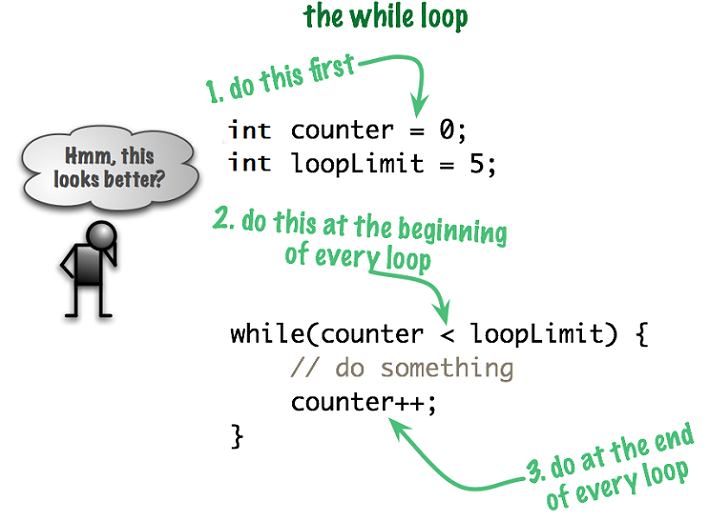 the while loop
1. do this first
int counter = 0;
int loopLimit = 5;
Hmm, this
looks better?
2. do this at the beginning
of every loop
while(counter < loopLimit) {
    // do something
    counter++;
}
3. do at the end
of every loop